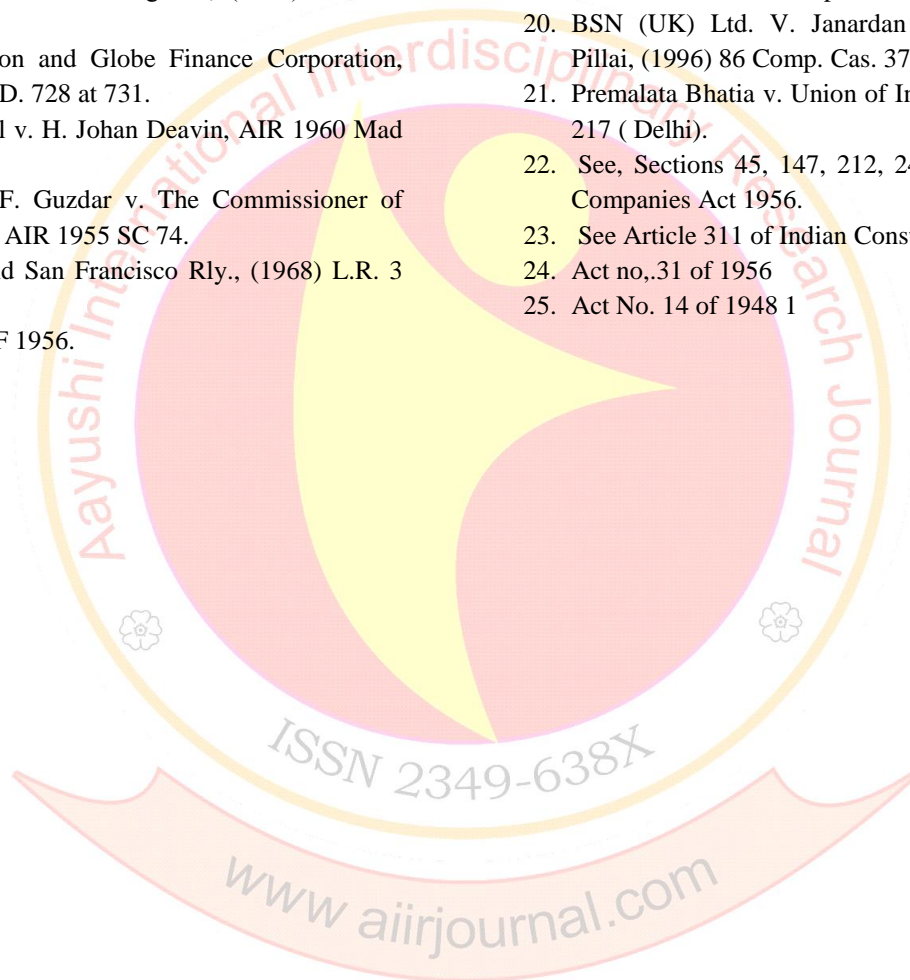 on and Globe Finance Corporation,
D. 728 at 731.
l v. H. Johan Deavin, AIR 1960 Mad
F. Guzdar v. The Commissioner of
AIR 1955 SC 74.
d San Francisco Rly., (1968) L.R. 3
F 1956.
20. BSN (UK) Ltd. V. Janardan
Pillai, (1996) 86 Comp. Cas. 37
21. Premalata Bhatia v. Union of In
217 ( Delhi).
22. See, Sections 45, 147, 212, 24
Companies Act 1956.
23. See Article 311 of Indian Const
24. Act no,.31 of 1956
25. Act No. 14 of 1948 1
Aayushi International Interdisciplinary Research Journal
ISSN 2349-638X
www aiirjournal.com